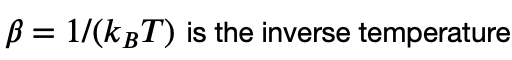 β = 1/(k_BT) is the inverse temperature